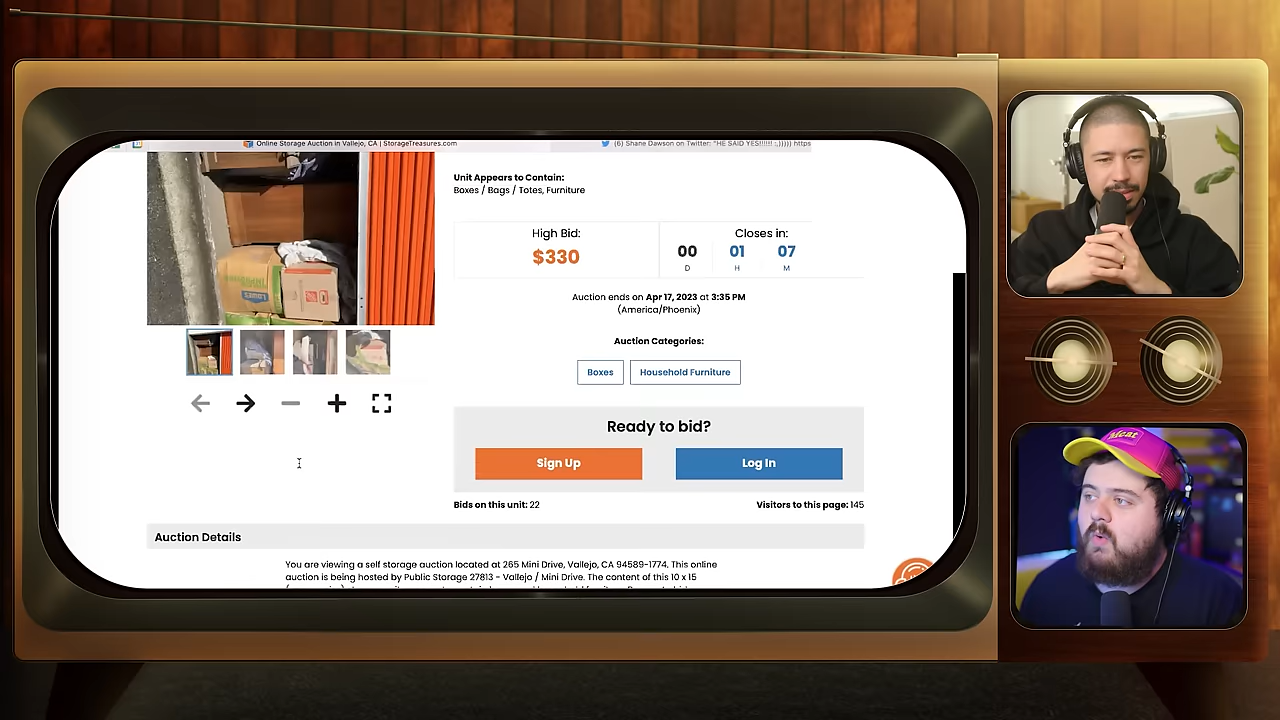 Online Storage Auction in Vallejo, CA | StorageTreasures.com
(6) Shane Dawson on Twitter: "HE SAID YES!!!!!! :,))))) https
Unit Appears to Contain:
Boxes / Bags / Totes, Furniture
High Bid:
$330
Closes in:
00 01 07
D H M
Auction ends on Apr 17, 2023 at 3:35 PM
(America/Phoenix)
Auction Categories:
Boxes
Household Furniture
Ready to bid?
Sign Up
Log In
Bids on this unit: 22
Visitors to this page: 145
Auction Details
You are viewing a self storage auction located at 265 Mini Drive, Vallejo, CA 94589-1774. This online
auction is being hosted by Public Storage 27813 - Vallejo / Mini Drive. The content of this 10 x 15
LOWE'S
Meat